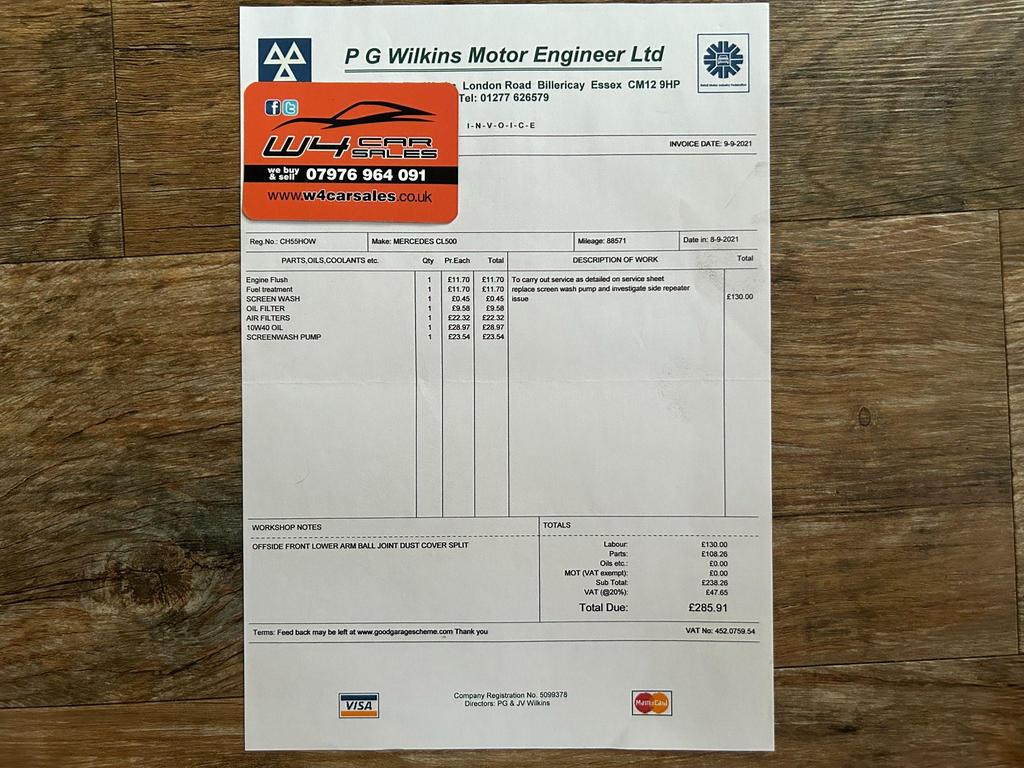 P G Wilkins Motor Engineer Ltd
London Road Billericay Essex CM12 9HP
Tel: 01277 626579
I-N-V-O-I-C-E
INVOICE DATE: 9-9-2021
W4 CAR SALES
we buy & sell 07976 964 091
www.w4carsales.co.uk
Reg.No.: CH55HOW Make: MERCEDES CL500 Mileage: 88571 Date in: 8-9-2021
PARTS,OILS,COOLANTS etc. Qty Pr.Each Total DESCRIPTION OF WORK Total
Engine Flush 1 £11.70 £11.70 To carry out service as detailed on service sheet
Fuel treatment 1 £11.70 £11.70 replace screen wash pump and investigate side repeater
SCREEN WASH 1 £0.45 £0.45 issue £130.00
OIL FILTER 1 £9.58 £9.58
AIR FILTERS 1 £22.32 £22.32
10W40 OIL 1 £28.97 £28.97
SCREENWASH PUMP 1 £23.54 £23.54
WORKSHOP NOTES
OFFSIDE FRONT LOWER ARM BALL JOINT DUST COVER SPLIT
TOTALS
Labour: £130.00
Parts: £108.26
Oils etc.: £0.00
MOT (VAT exempt): £0.00
Sub Total: £238.26
VAT (@20%): £47.65
Total Due: £285.91
Terms: Feed back may be left at www.goodgaragescheme.com Thank you VAT No: 452.0759.54
VISA
Company Registration No. 5099378
Directors: PG & JV Wilkins
MasterCard